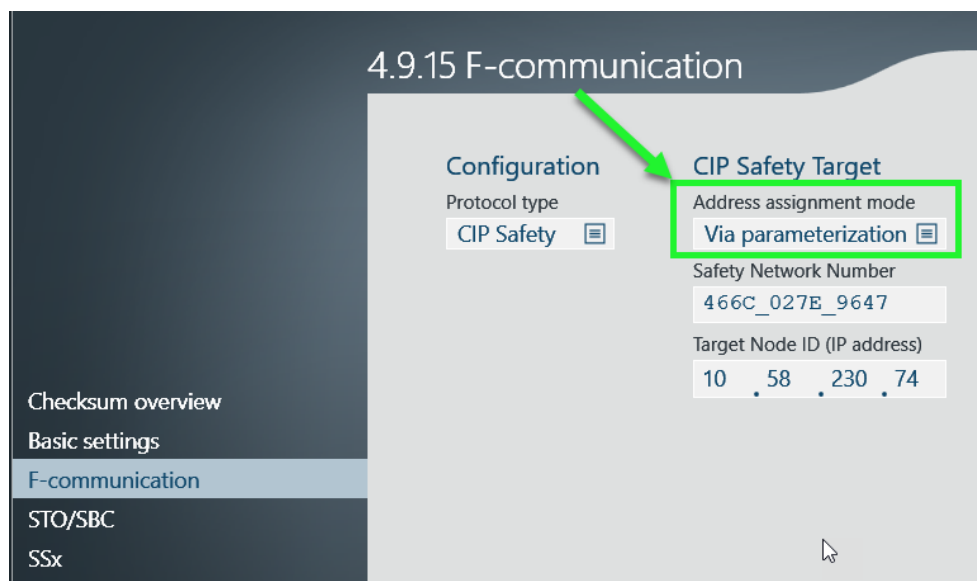 4.9.15 F-communication
Configuration
Protocol type
CIP Safety
CIP Safety Target
Address assignment mode
Via parameterization
Safety Network Number
466C_027E_9647
Target Node ID (IP address)
10 . 58 . 230 . 74
Checksum overview
Basic settings
F-communication
STO/SBC
SSx